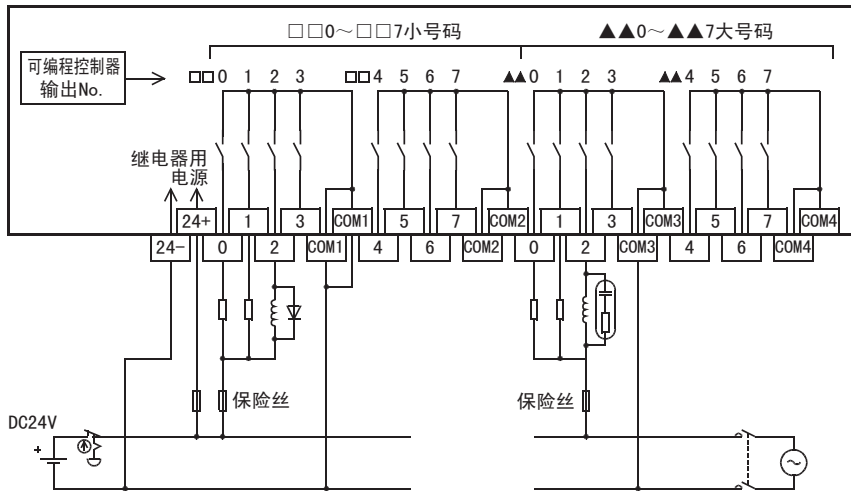 □□0～□□7小号码 ▲▲0～▲▲7大号码
可编程控制器
输出No.
□□0 1 2 3 □□4 5 6 7 ▲▲0 1 2 3 ▲▲4 5 6 7
继电器用
电源
24+ 1 3 COM1 5 7 COM2 1 3 COM3 5 7 COM4
24- 0 2 COM1 4 6 COM2 0 2 COM3 4 6 COM4
保险丝 保险丝
DC24V
+
～